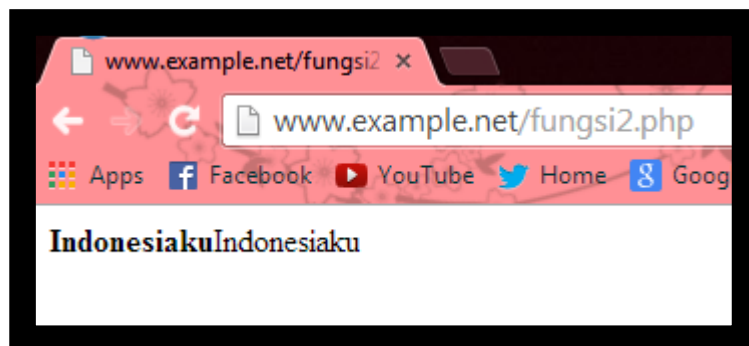 www.example.net/fungsi2
www.example.net/fungsi2.php
Apps Facebook YouTube Home Goog
IndonesiakuIndonesiaku